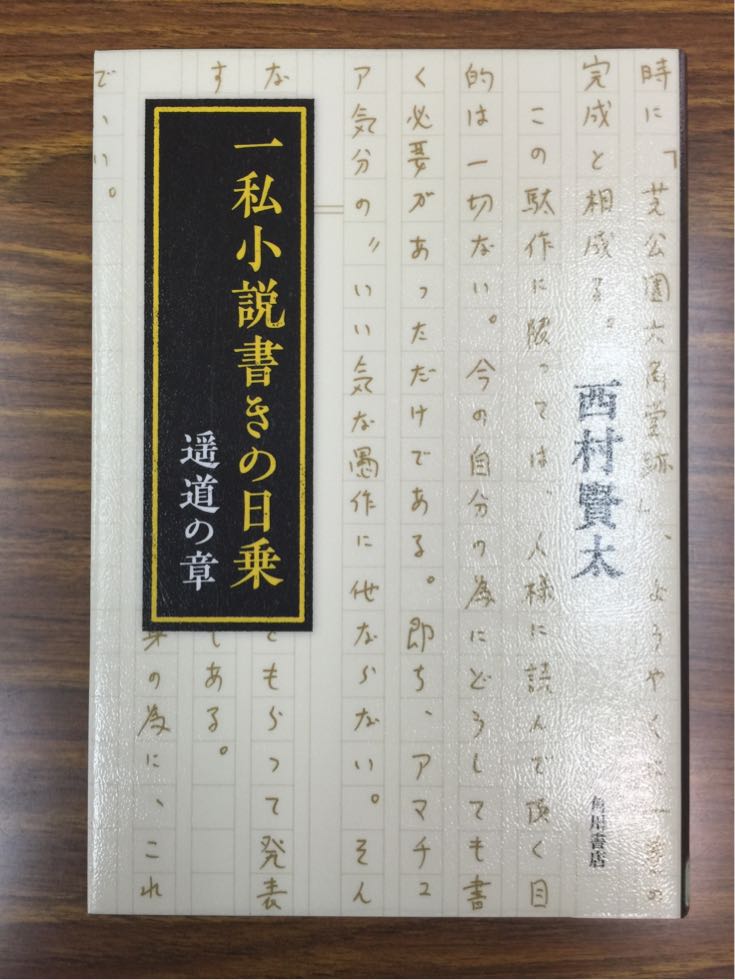 時に「芝公園六角堂跡」、ようやくに一
完成と相成る。
この駄作に限っては、人様に読んで頂く目
的は一切ない。今の自分の為にどうしても書
く必要があっただけである。即ち、アマチュ
ア気分の、いい気な愚作に他ならない。そん
な
ともらって発表
す
ある。
身の為に、これ
でいい。
西村賢太
角川書店
一私小説書きの日乗
遥道の章